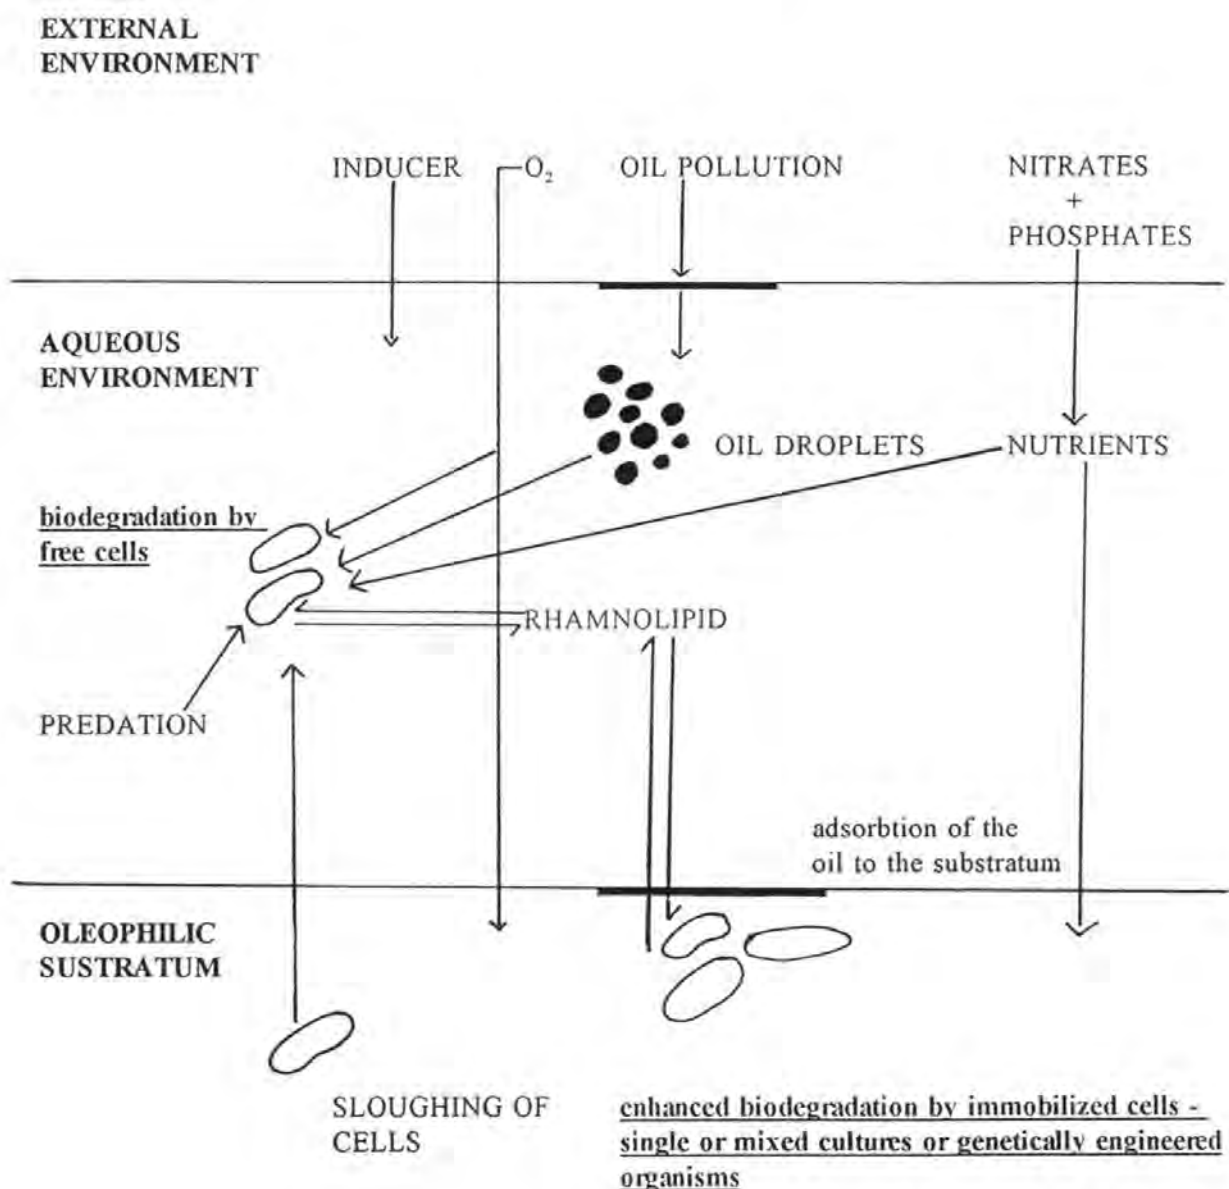 EXTERNAL
ENVIRONMENT
INDUCER
O₂
OIL POLLUTION
NITRATES
+
PHOSPHATES
AQUEOUS
ENVIRONMENT
OIL DROPLETS
NUTRIENTS
biodegradation by
free cells
RHAMNOLIPID
PREDATION
adsorbtion of the
oil to the substratum
OLEOPHILIC
SUSTRATUM
SLOUGHING OF
CELLS
enhanced biodegradation by immobilized cells -
single or mixed cultures or genetically engineered
organisms